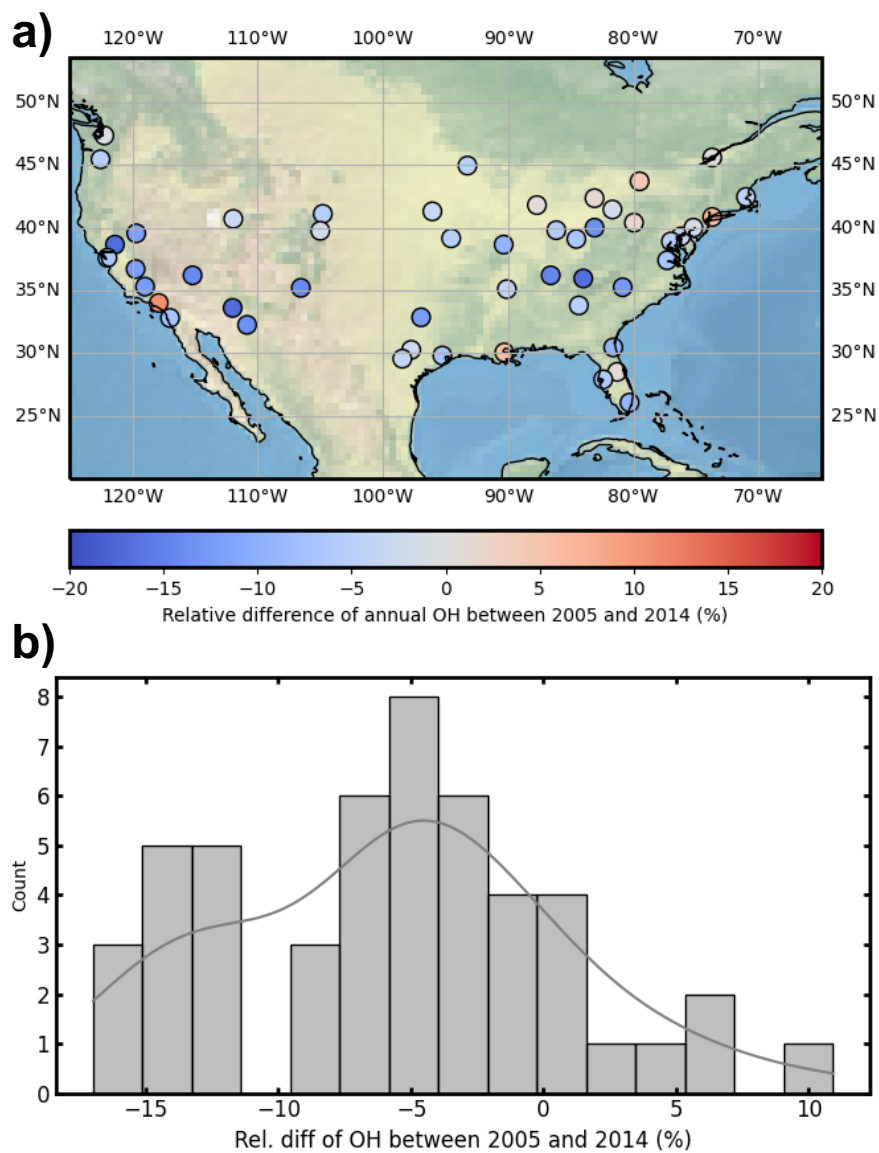 a)
120°W 110°W 100°W 90°W 80°W 70°W
50°N 50°N
45°N 45°N
40°N 40°N
35°N 35°N
30°N 30°N
25°N 25°N
120°W 110°W 100°W 90°W 80°W 70°W
−20 −15 −10 −5 0 5 10 15 20
Relative difference of annual OH between 2005 and 2014 (%)
b)
8
7
6
5
4
3
2
1
0
Count
−15 −10 −5 0 5 10
Rel. diff of OH between 2005 and 2014 (%)